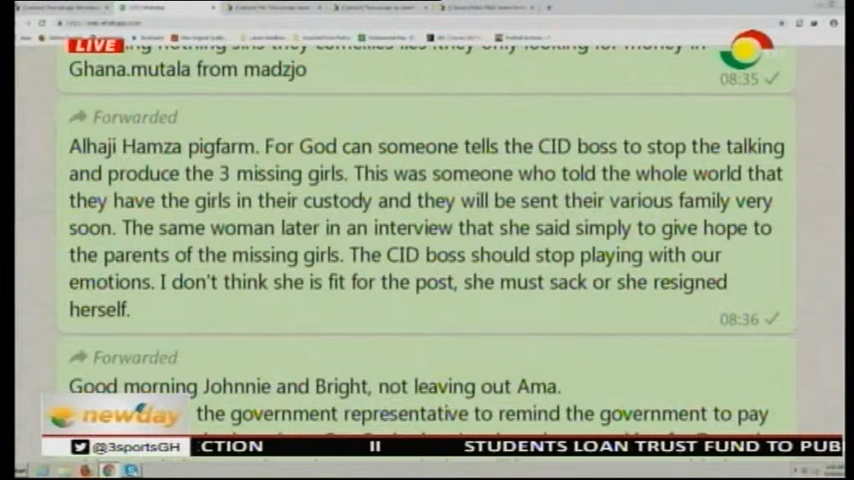 LIVE
Ghana.mutala from madzjo
08:35
Forwarded
Alhaji Hamza pigfarm. For God can someone tells the CID boss to stop the talking
and produce the 3 missing girls. This was someone who told the whole world that
they have the girls in their custody and they will be sent their various family very
soon. The same woman later in an interview that she said simply to give hope to
the parents of the missing girls. The CID boss should stop playing with our
emotions. I don't think she is fit for the post, she must sack or she resigned
herself.
08:36
Forwarded
Good morning Johnnie and Bright, not leaving out Ama.
the government representative to remind the government to pay
newday
@3sportsGH
CTION II STUDENTS LOAN TRUST FUND TO PUB